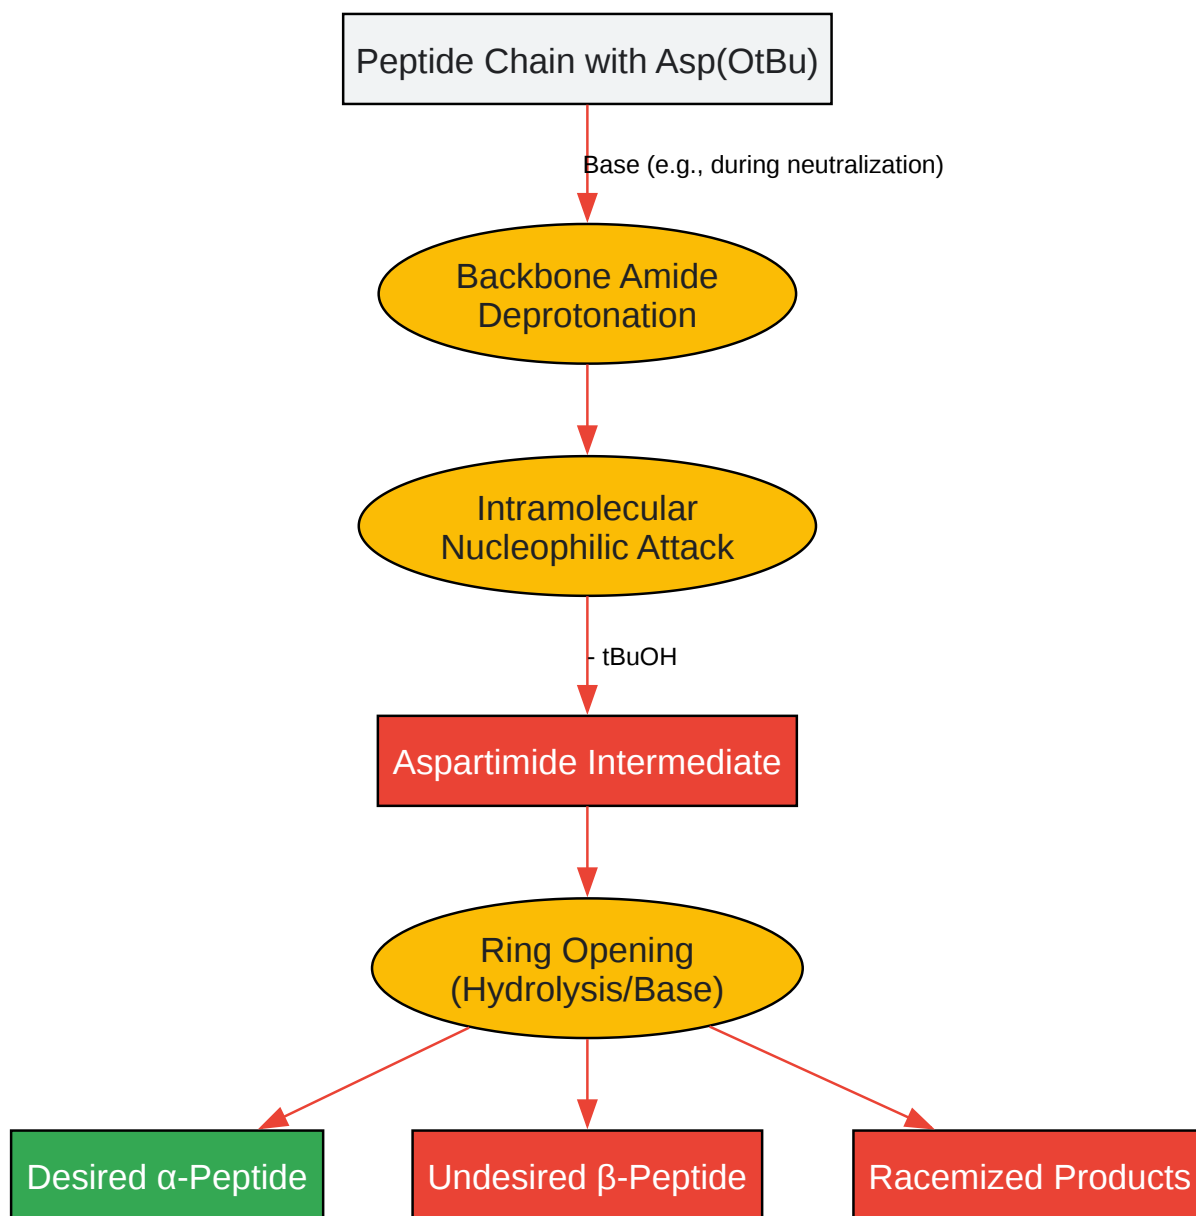 Peptide Chain with Asp(OtBu)
Base (e.g., during neutralization)
Backbone Amide
Deprotonation
Intramolecular
Nucleophilic Attack
- tBuOH
Aspartimide Intermediate
Ring Opening
(Hydrolysis/Base)
Desired α-Peptide
Undesired β-Peptide
Racemized Products